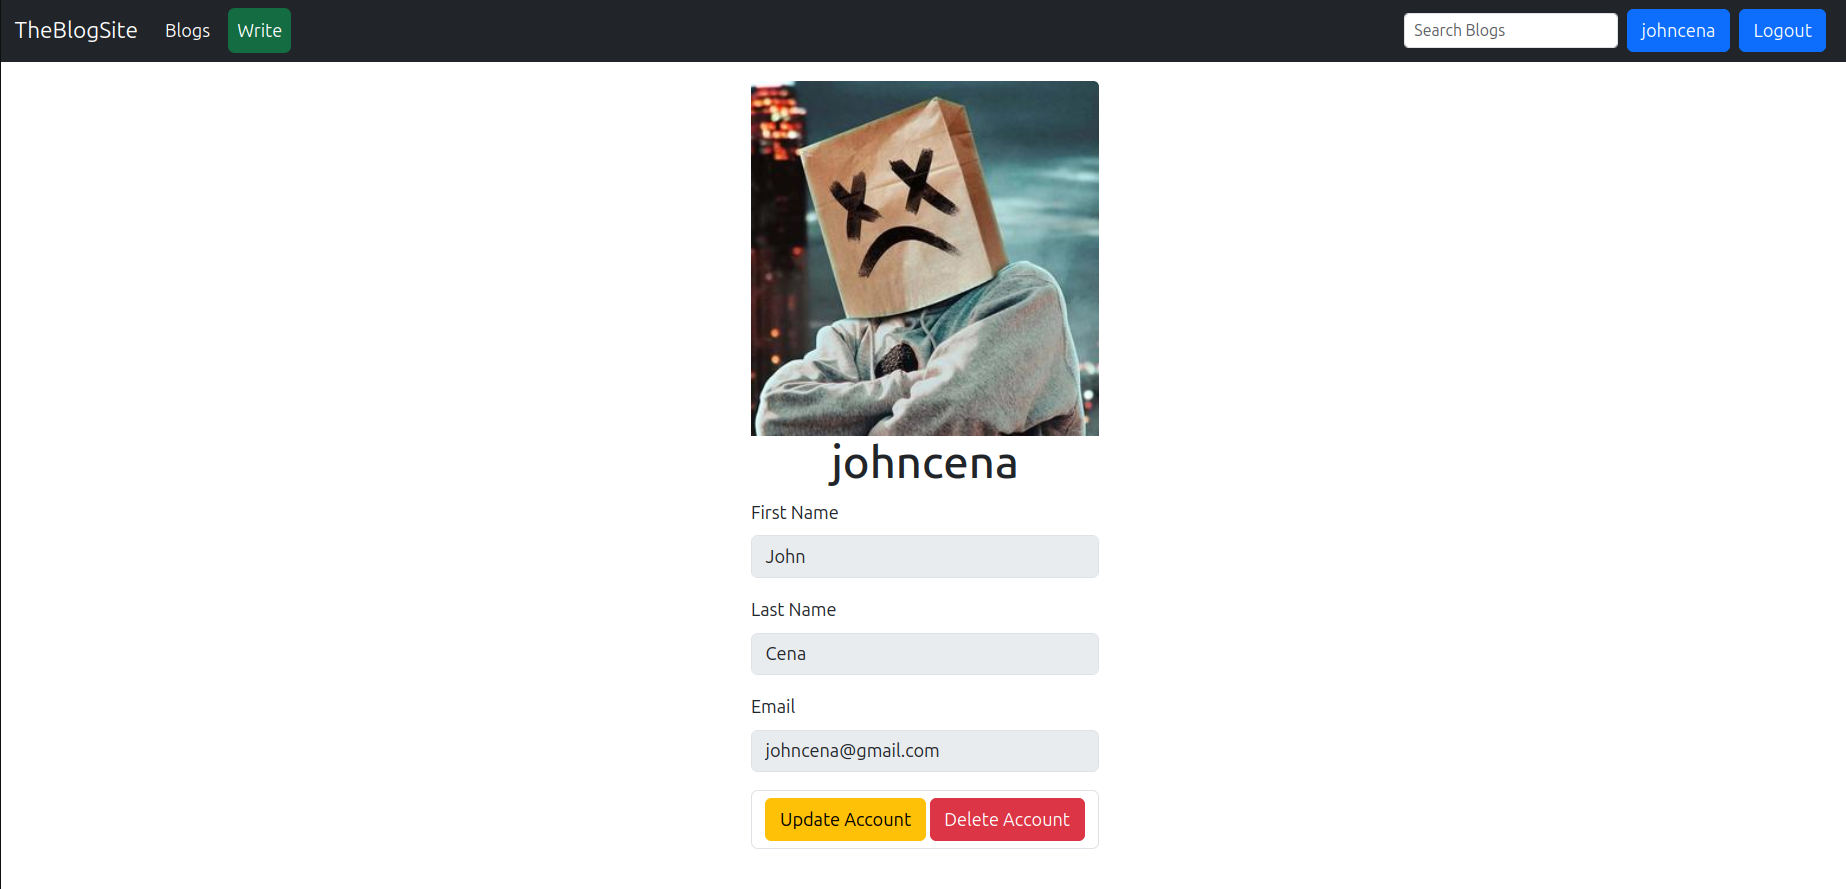 TheBlogSite Blogs Write Search Blogs johncena Logout
johncena
First Name
John
Last Name
Cena
Email
johncena@gmail.com
Update Account Delete Account